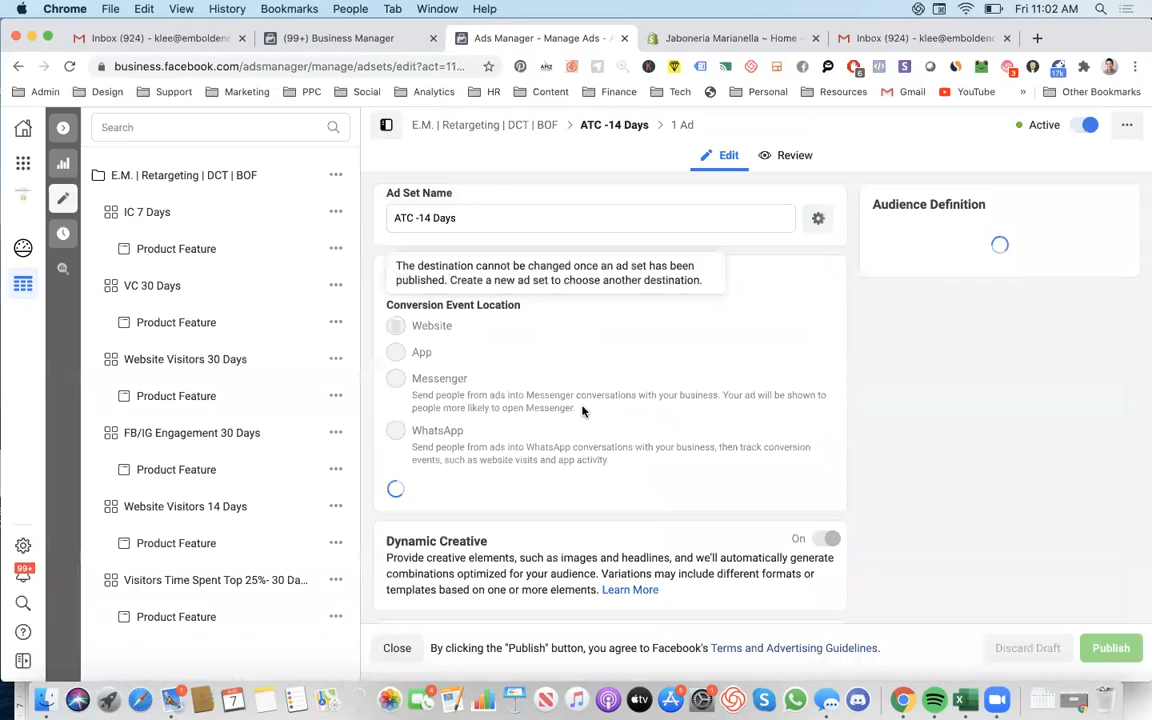 Chrome File Edit View History Bookmarks People Tab Window Help Fri 11:02 AM
Inbox (924) - klee@emboldene (99+) Business Manager Ads Manager - Manage Ads - Jaboneria Marianella ~ Home - Inbox (924) - klee@embolden
business.facebook.com/adsmanager/manage/adsets/edit?act=11...
Admin Design Support Marketing PPC Social Analytics HR Content Finance Tech Personal Resources Gmail YouTube » Other Bookmarks
Search
E.M. | Retargeting | DCT | BOF
IC 7 Days
Product Feature
VC 30 Days
Product Feature
Website Visitors 30 Days
Product Feature
FB/IG Engagement 30 Days
Product Feature
Website Visitors 14 Days
Product Feature
Visitors Time Spent Top 25%- 30 Da...
Product Feature
99+
E.M. | Retargeting | DCT | BOF > ATC -14 Days > 1 Ad
Active
Edit Review
Ad Set Name
ATC -14 Days
The destination cannot be changed once an ad set has been
published. Create a new ad set to choose another destination.
Conversion Event Location
Website
App
Messenger
Send people from ads into Messenger conversations with your business. Your ad will be shown to
people more likely to open Messenger.
WhatsApp
Send people from ads into WhatsApp conversations with your business, then track conversion
events, such as website visits and app activity.
Dynamic Creative On
Provide creative elements, such as images and headlines, and we'll automatically generate
combinations optimized for your audience. Variations may include different formats or
templates based on one or more elements. Learn More
Audience Definition
Close By clicking the "Publish" button, you agree to Facebook's Terms and Advertising Guidelines. Discard Draft Publish